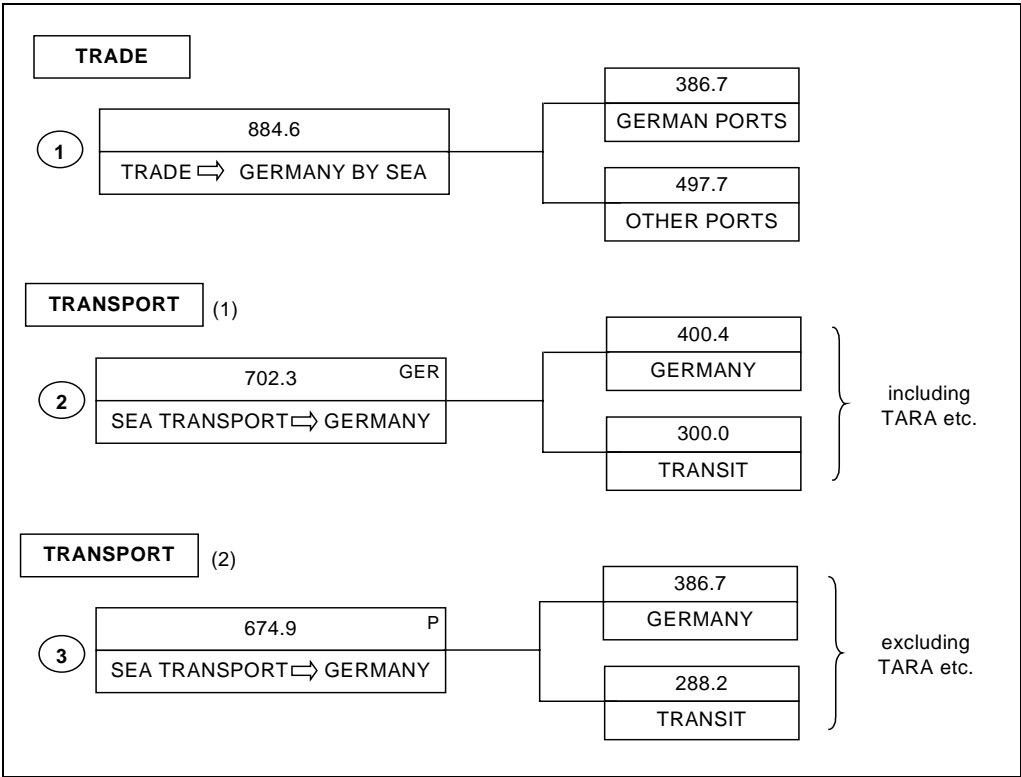 TRADE
1
884.6
TRADE ⇨ GERMANY BY SEA
386.7
GERMAN PORTS
497.7
OTHER PORTS
TRANSPORT (1)
2
702.3 GER
SEA TRANSPORT ⇨ GERMANY
400.4
GERMANY
300.0
TRANSIT
including
TARA etc.
TRANSPORT (2)
3
674.9 P
SEA TRANSPORT ⇨ GERMANY
386.7
GERMANY
288.2
TRANSIT
excluding
TARA etc.